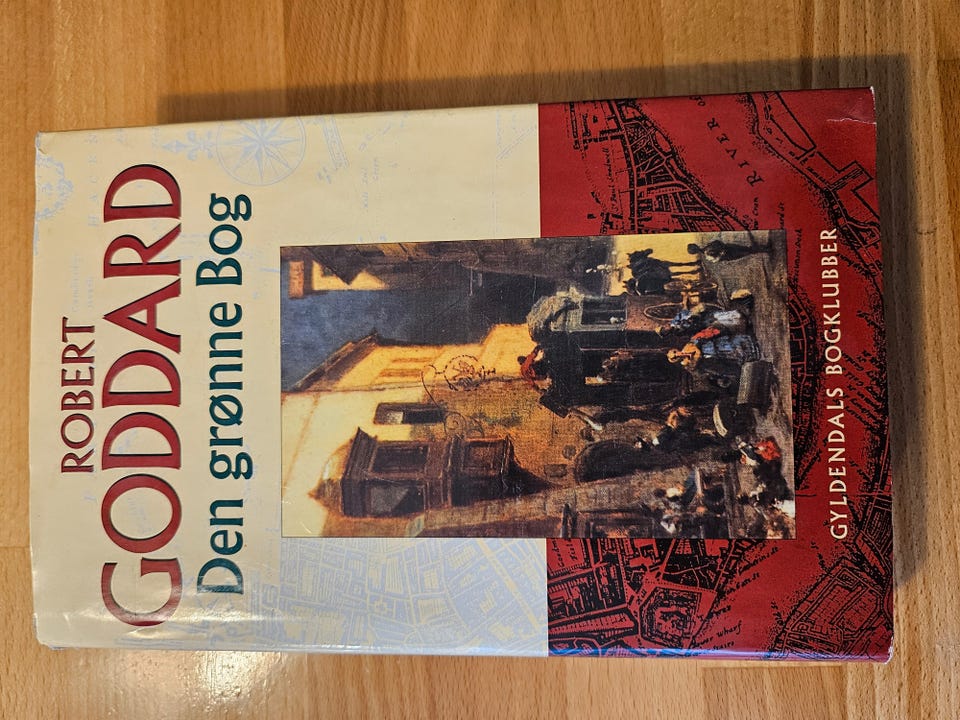 ROBERT
GODDARD
Den grønne Bog
RIVER
GYLDENDALS BOGKLUBBER